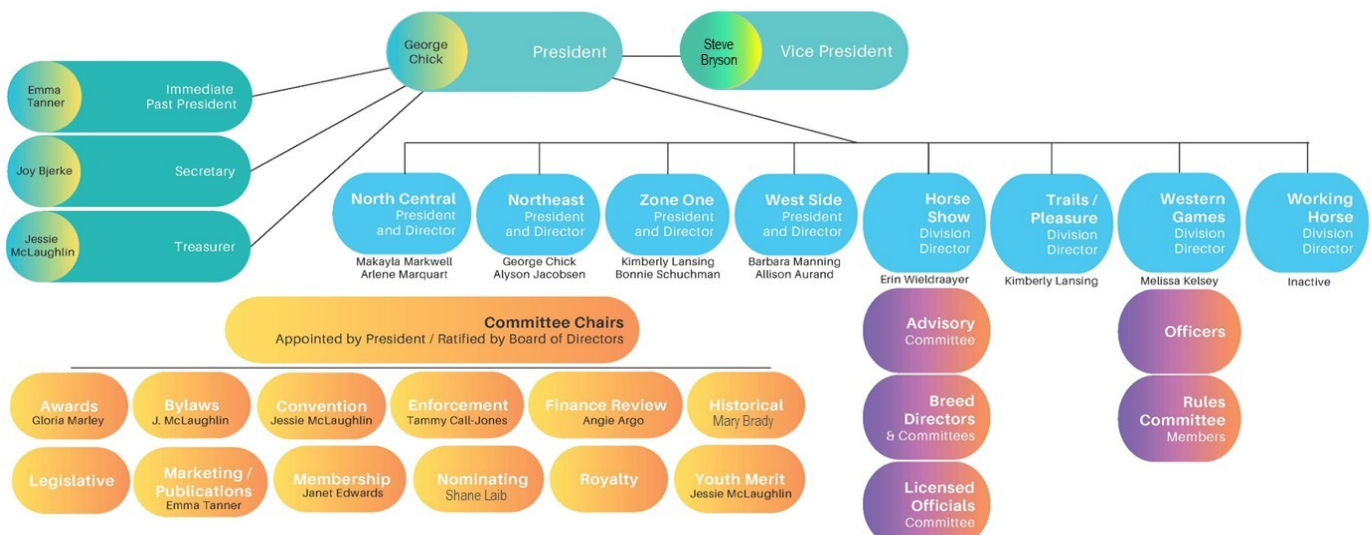 George
Chick
President
Steve
Bryson
Vice President
Emma
Tanner
Immediate
Past President
Joy Bjerke
Secretary
Jessie
McLaughlin
Treasurer
North Central
President
and Director
Makayla Markwell
Arlene Marquart
Northeast
President
and Director
George Chick
Alyson Jacobsen
Zone One
President
and Director
Kimberly Lansing
Bonnie Schuchman
West Side
President
and Director
Barbara Manning
Allison Aurand
Horse
Show
Division
Director
Erin Wieldraayer
Trails /
Pleasure
Division
Director
Kimberly Lansing
Western
Games
Division
Director
Melissa Kelsey
Working
Horse
Division
Director
Inactive
Advisory
Committee
Breed
Directors
& Committees
Licensed
Officials
Committee
Officers
Rules
Committee
Members
Committee Chairs
Appointed by President / Ratified by Board of Directors
Awards
Gloria Marley
Bylaws
J. McLaughlin
Convention
Jessie McLaughlin
Enforcement
Tammy Call-Jones
Finance Review
Angie Argo
Historical
Mary Brady
Legislative
Marketing /
Publications
Emma Tanner
Membership
Janet Edwards
Nominating
Shane Laib
Royalty
Youth Merit
Jessie McLaughlin